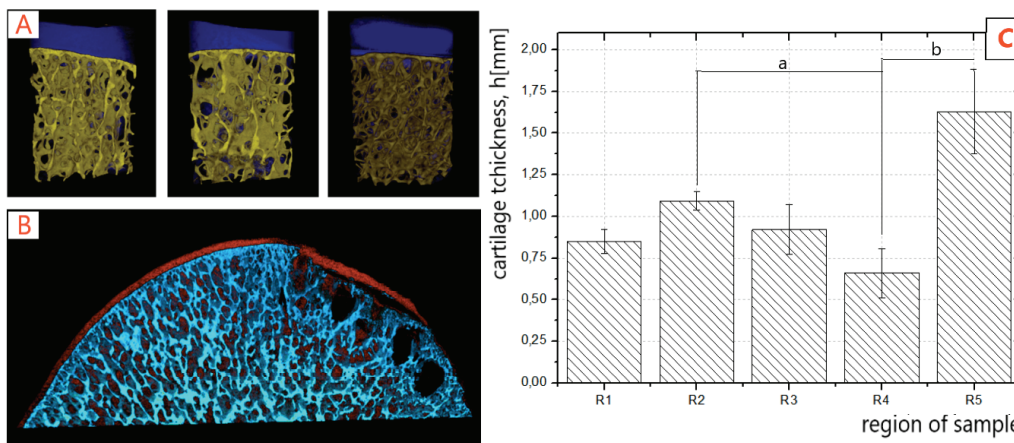 A
B
C
cartilage tchickness, h[mm]
2,00
1,75
1,50
1,25
1,00
0,75
0,50
0,25
0,00
a
b
R1 R2 R3 R4 R5
region of sample